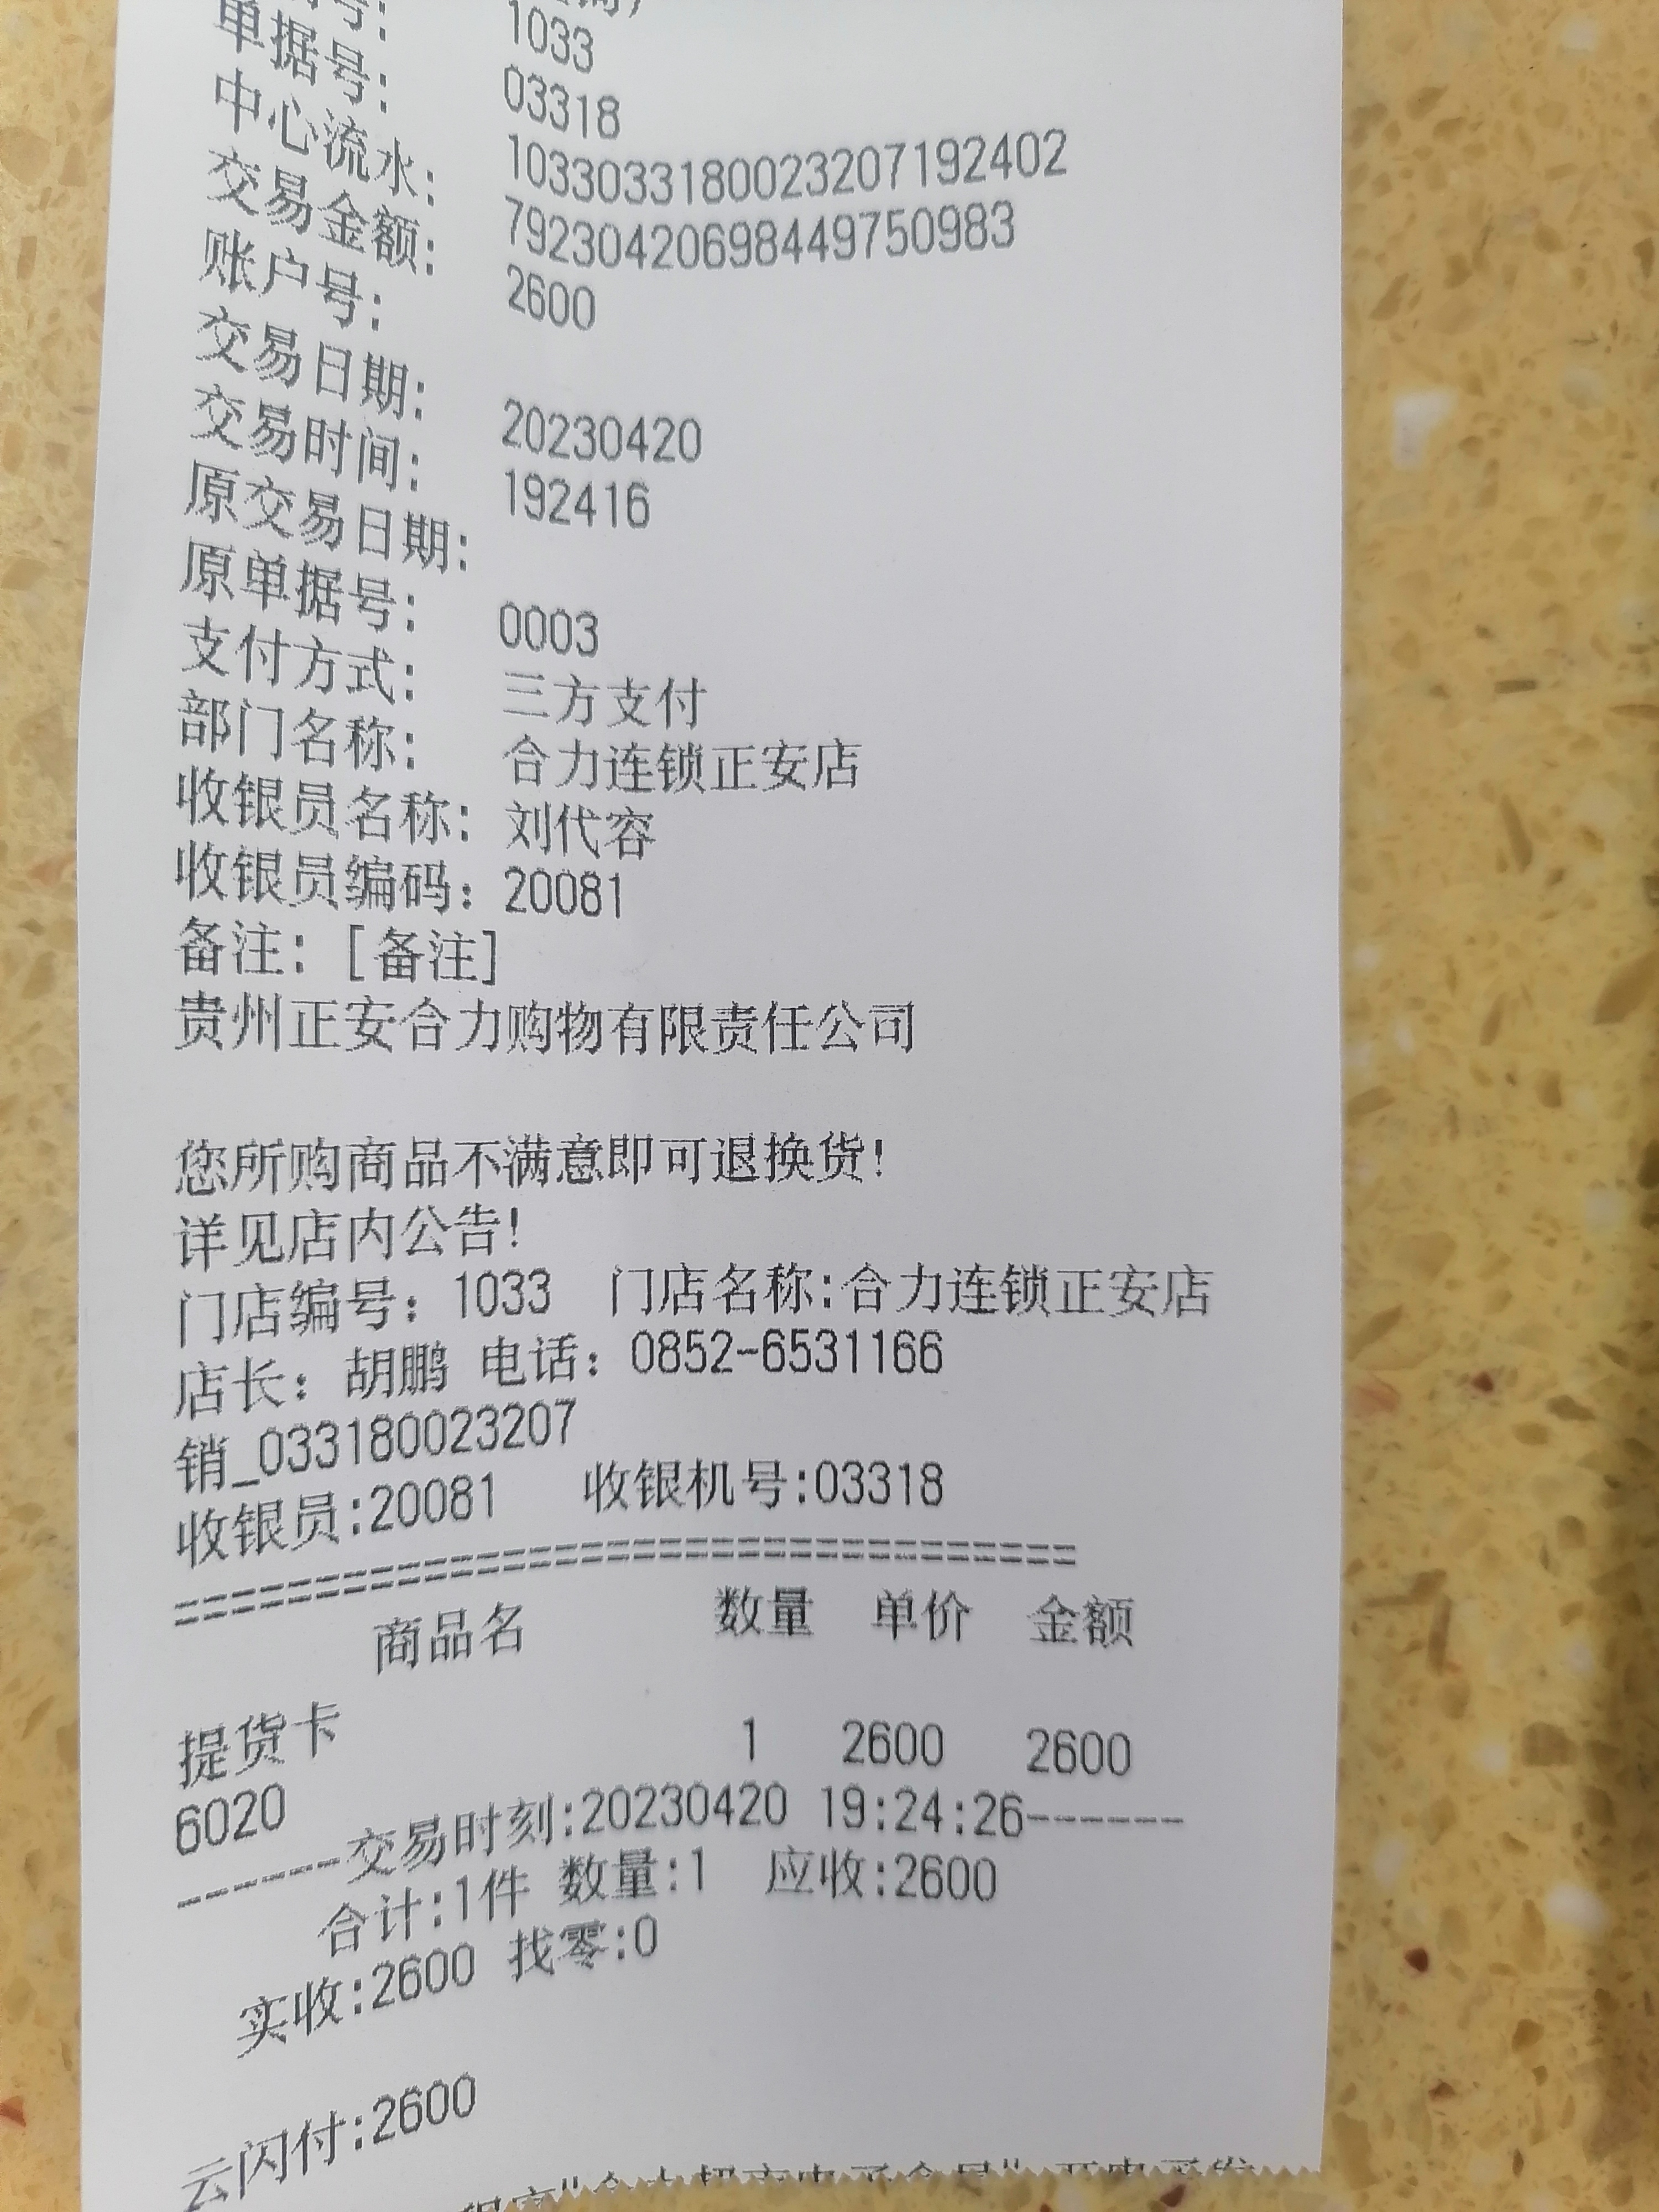 1033
号: 03318
单据号: 1033033180023207192402
中心流水: 79230420698449750983
交易金额: 2600
账户号:
交易日期: 20230420
交易时间: 192416
原交易日期:
原单据号: 0003
支付方式: 三方支付
部门名称: 合力连锁正安店
收银员名称: 刘代容
收银员编码: 20081
备注: [备注]
贵州正安合力购物有限责任公司
您所购商品不满意即可退换货!
详见店内公告!
门店编号: 1033 门店名称:合力连锁正安店
店长: 胡鹏 电话: 0852-6531166
销_033180023207
收银员:20081 收银机号:03318
===================================
商品名 数量 单价 金额
提货卡 1 2600 2600
6020
------交易时刻:20230420 19:24:26------
合计:1件 数量:1 应收:2600
实收:2600 找零:0
云闪付:2600